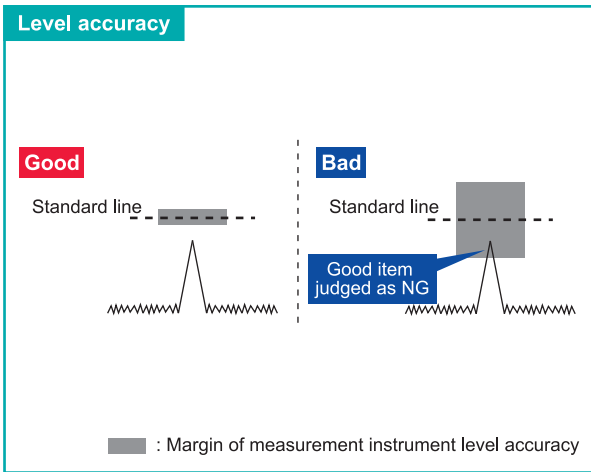 Level accuracy
Good
Standard line
Bad
Standard line
Good item
judged as NG
: Margin of measurement instrument level accuracy